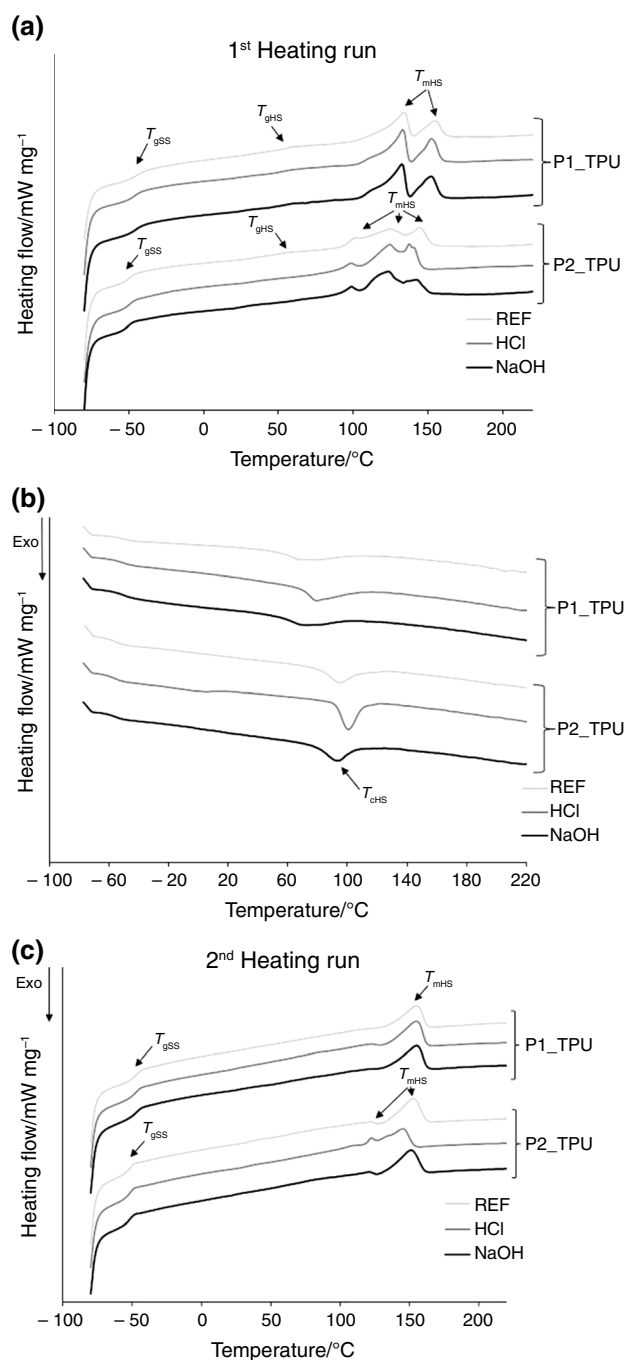 (a)
1st Heating run
TmHS
TgHS
TgSS
P1_TPU
TmHS
TgHS
TgSS
P2_TPU
REF
HCl
NaOH
Heating flow/mW mg–1
– 100 – 50 0 50 100 150 200
Temperature/°C
(b)
Exo
P1_TPU
P2_TPU
TcHS
REF
HCl
NaOH
Heating flow/mW mg–1
– 100 – 60 – 20 20 60 100 140 180 220
Temperature/°C
(c)
2nd Heating run
Exo
TmHS
TgSS
P1_TPU
TmHS
TgSS
P2_TPU
REF
HCl
NaOH
Heating flow/mW mg–1
– 100 – 50 0 50 100 150 200
Temperature/°C